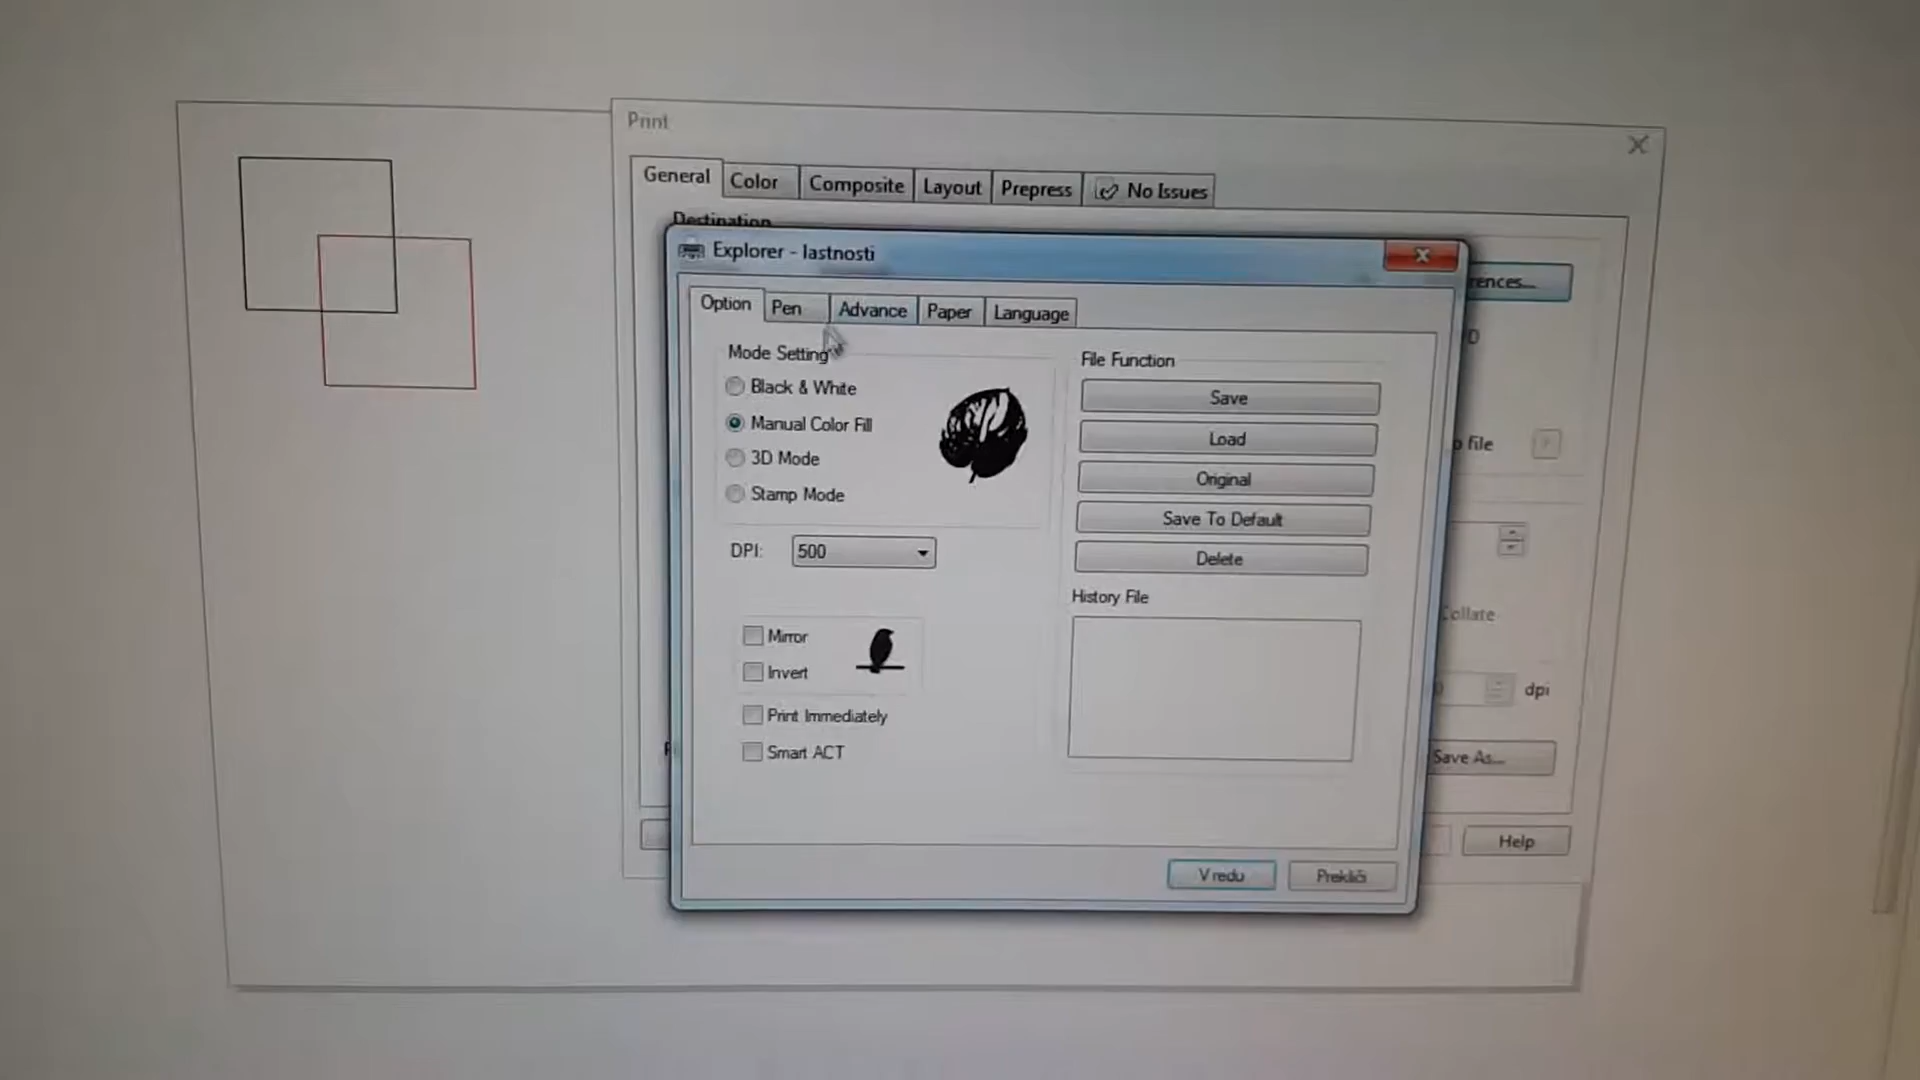 Print
General Color Composite Layout Prepress No Issues
Destination
Explorer - lastnosti
Option Pen Advance Paper Language
Mode Setting
Black & White
Manual Color Fill
3D Mode
Stamp Mode
DPI: 500
Mirror
Invert
Print Immediately
Smart ACT
File Function
Save
Load
Original
Save To Default
Delete
History File
V redu Prekliči
rences...
o file
Collate
dpi
Save As...
Help